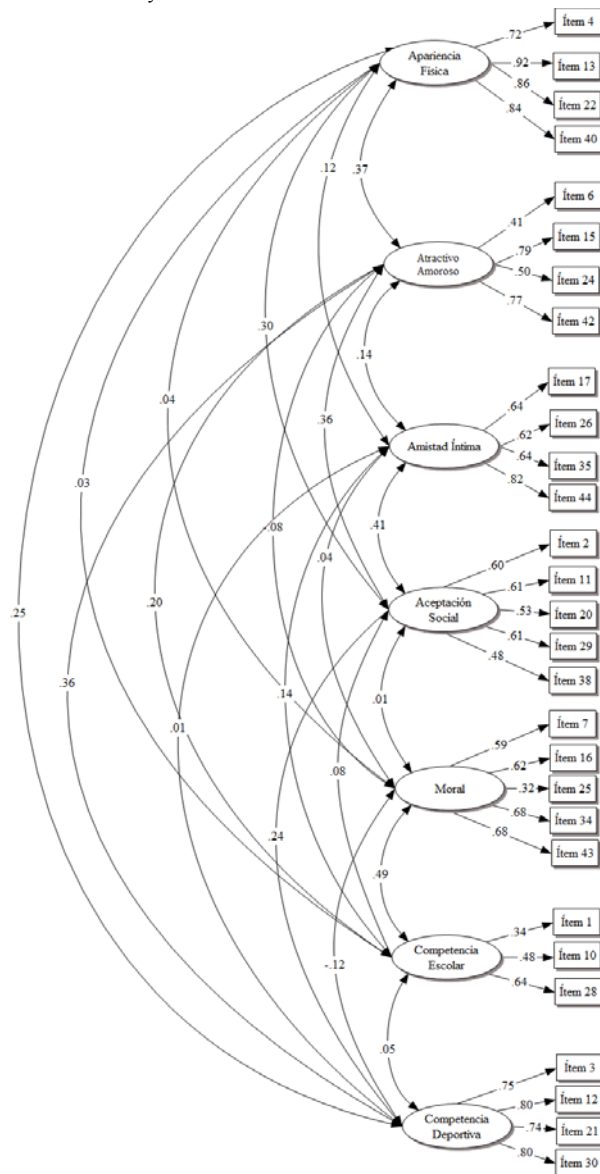 Ítem 4
.72
Apariencia
Física
.92
Ítem 13
.86
Ítem 22
.84
Ítem 40
.12
.37
Ítem 6
.41
Ítem 15
.79
Atractivo
Amoroso
.50
Ítem 24
.77
Ítem 42
.30
.14
.04
Ítem 17
.64
.36
Ítem 26
.62
Amistad Íntima
.64
Ítem 35
.82
Ítem 44
.03
-.08
.41
.04
Ítem 2
.60
Ítem 11
.61
Aceptación
Social
.53
Ítem 20
.61
Ítem 29
.48
Ítem 38
.25
.20
.36
.14
.01
.01
Ítem 7
.59
Ítem 16
.62
.08
Moral
.32
Ítem 25
.68
Ítem 34
.68
Ítem 43
.24
.49
Ítem 1
.34
Competencia
Escolar
.48
Ítem 10
.64
Ítem 28
-.12
.05
Ítem 3
.75
Ítem 12
.80
Competencia
Deportiva
.74
Ítem 21
.80
Ítem 30